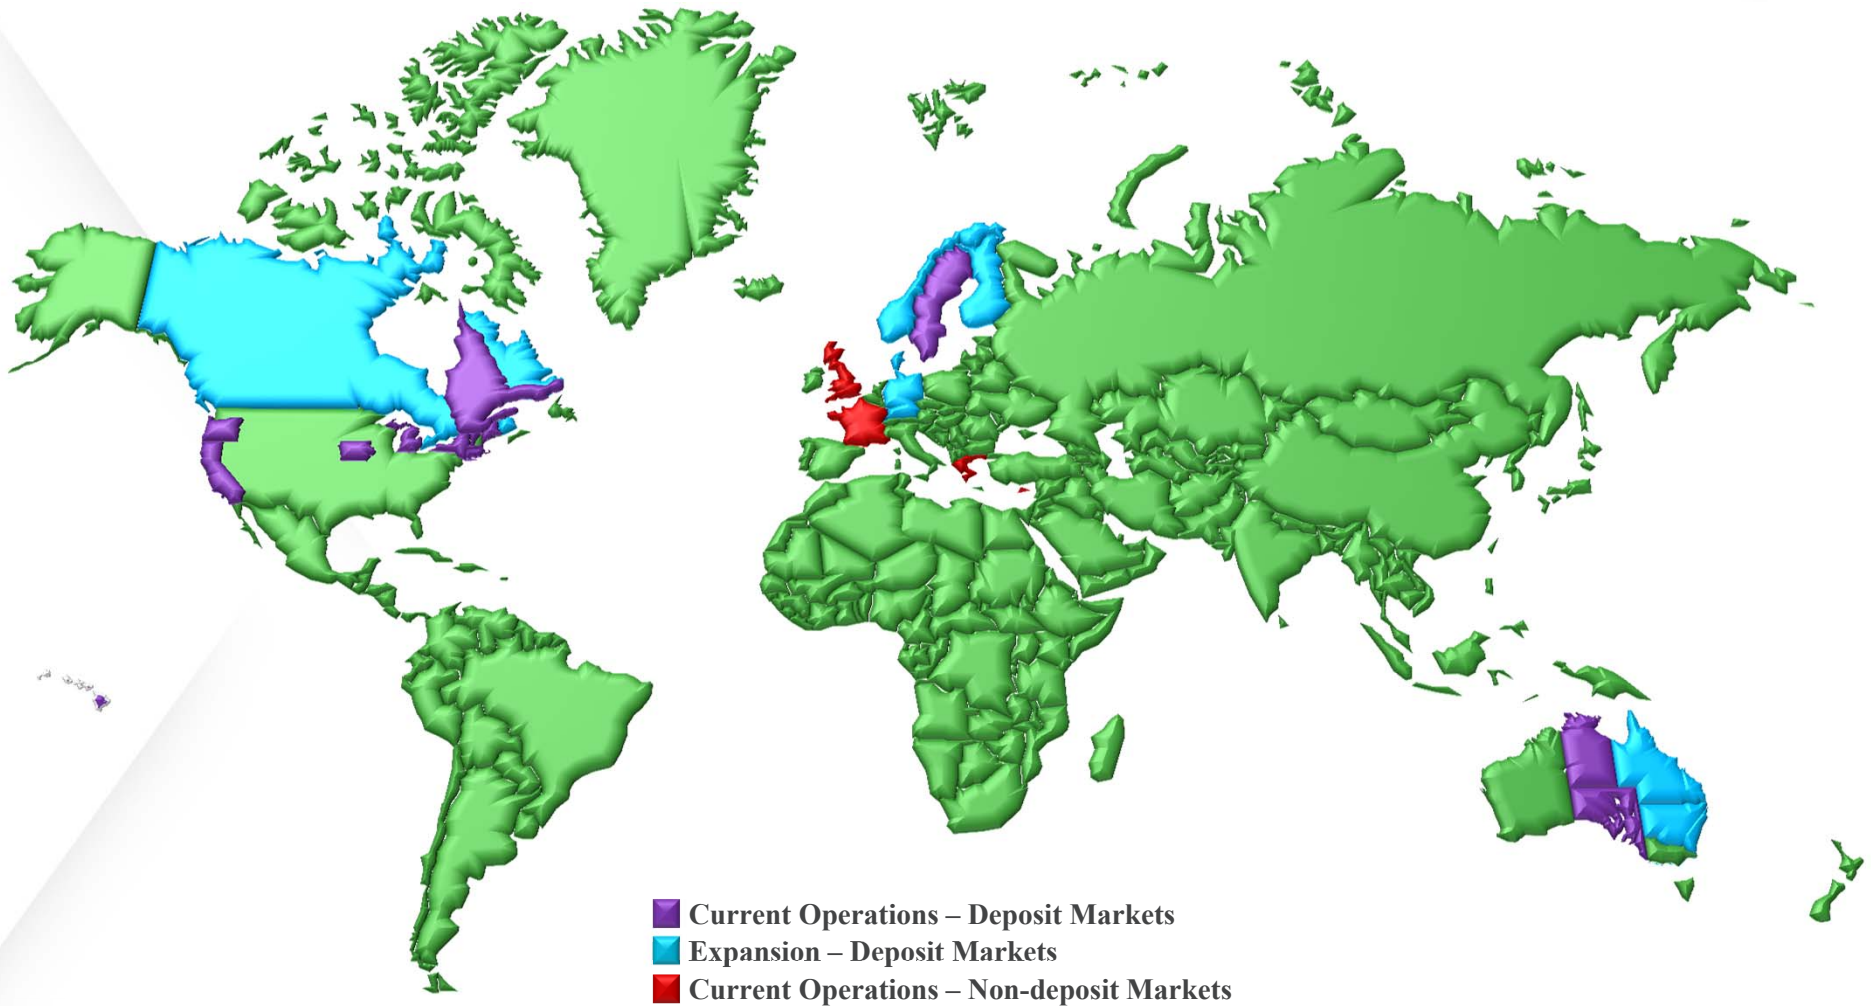 Current Operations – Deposit Markets
Expansion – Deposit Markets
Current Operations – Non-deposit Markets